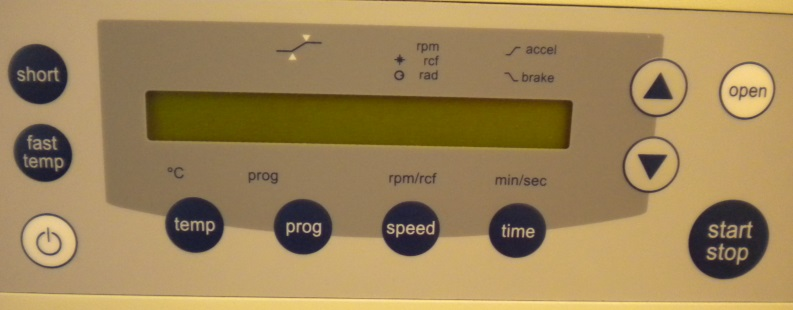 short
rpm
rcf
rad
accel
brake
open
fast
temp
°C
prog
rpm/rcf
min/sec
temp
prog
speed
time
start
stop